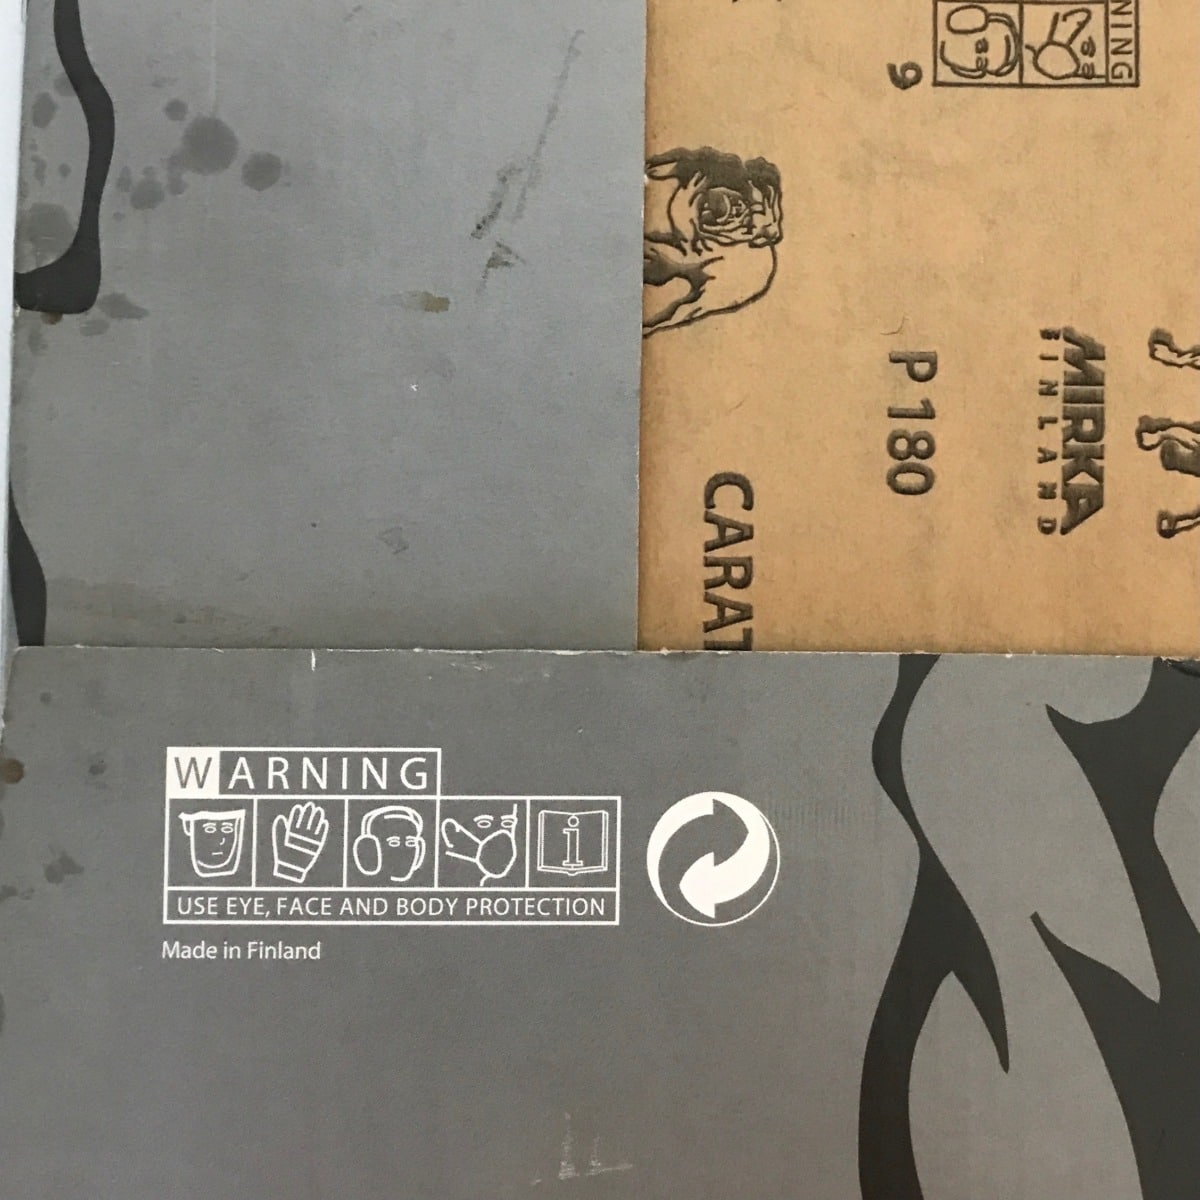 NING
9
P 180
MIRKA
FINLAND
CARAT
WARNING
USE EYE, FACE AND BODY PROTECTION
Made in Finland